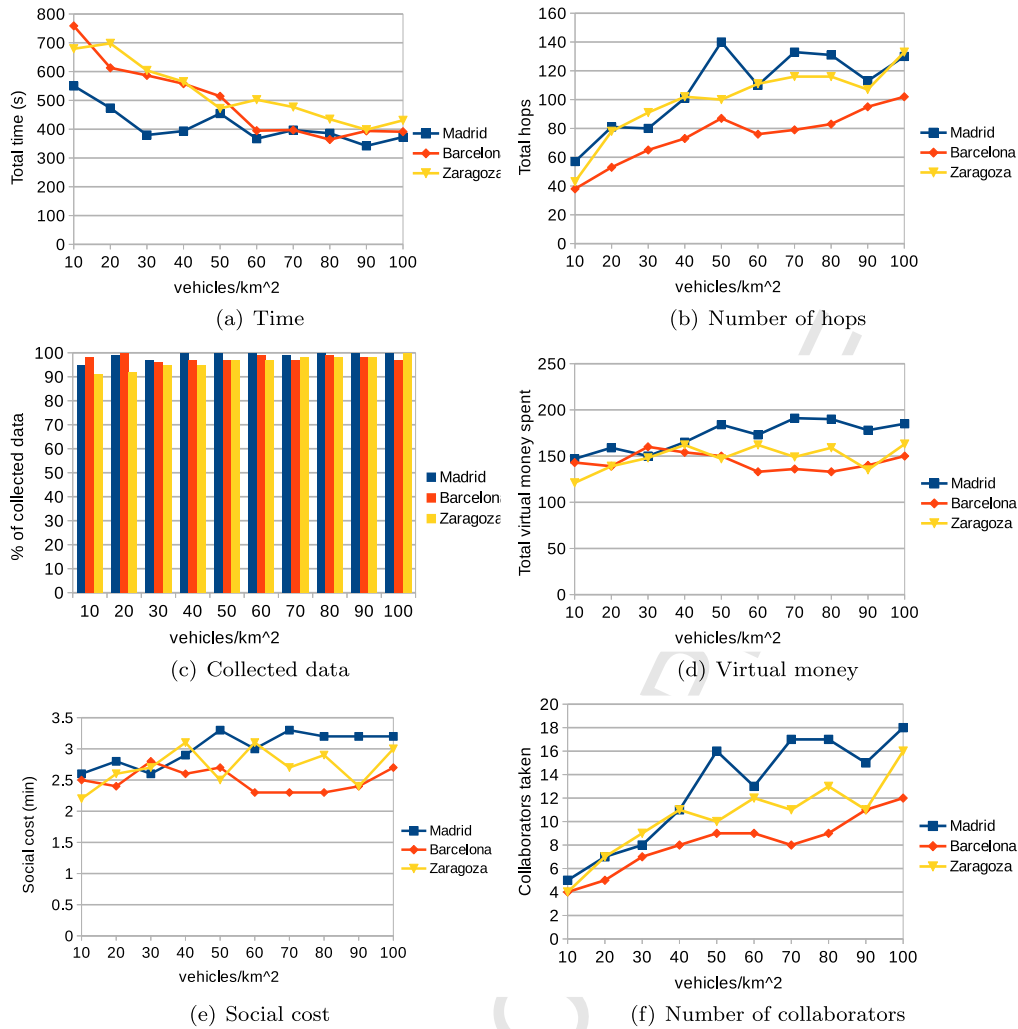 800
700
600
500
400
300
200
100
0
Total time (s)
10 20 30 40 50 60 70 80 90 100
vehicles/km^2
Madrid
Barcelona
Zaragoza
(a) Time
160
140
120
100
80
60
40
20
0
Total hops
10 20 30 40 50 60 70 80 90 100
vehicles/km^2
Madrid
Barcelona
Zaragoza
(b) Number of hops
100
90
80
70
60
50
40
30
20
10
0
% of collected data
10 20 30 40 50 60 70 80 90 100
vehicles/km^2
Madrid
Barcelona
Zaragoza
(c) Collected data
250
200
150
100
50
0
Total virtual money spent
10 20 30 40 50 60 70 80 90 100
vehicles/km^2
Madrid
Barcelona
Zaragoza
(d) Virtual money
3.5
3
2.5
2
1.5
1
0.5
0
Social cost (min)
10 20 30 40 50 60 70 80 90 100
vehicles/km^2
Madrid
Barcelona
Zaragoza
(e) Social cost
20
18
16
14
12
10
8
6
4
2
0
Collaborators taken
10 20 30 40 50 60 70 80 90 100
vehicles/km^2
Madrid
Barcelona
Zaragoza
(f) Number of collaborators